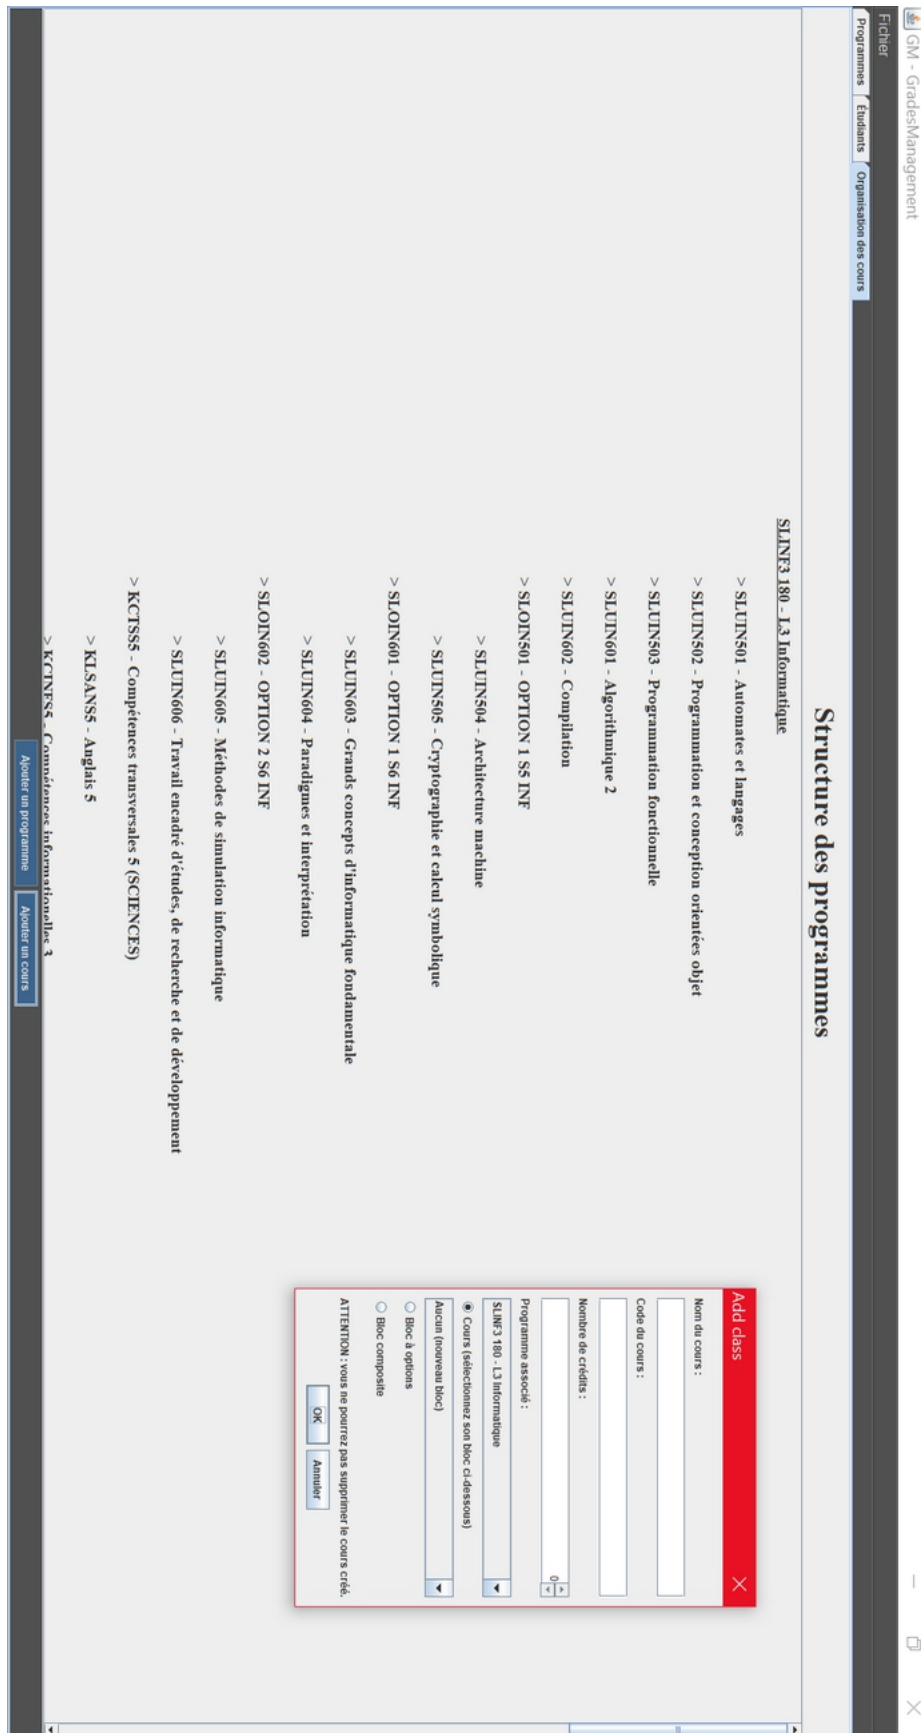 GM - GradesManagement
Fichier
Programmes Étudiants Organisation des cours
Structure des programmes
SLINF3 180 - L3 Informatique
> SLUIN501 - Automates et langages
> SLUIN502 - Programmation et conception orientées objet
> SLUIN503 - Programmation fonctionnelle
> SLUIN601 - Algorithmique 2
> SLUIN602 - Compilation
> SLOIN501 - OPTION 1 S5 INF
> SLUIN504 - Architecture machine
> SLUIN505 - Cryptographie et calcul symbolique
> SLOIN601 - OPTION 1 S6 INF
> SLUIN603 - Grands concepts d'informatique fondamentale
> SLUIN604 - Paradigmes et interprétation
> SLOIN602 - OPTION 2 S6 INF
> SLUIN605 - Méthodes de simulation informatique
> SLUIN606 - Travail encadré d'études, de recherche et de développement
> KCTSS5 - Compétences transversales 5 (SCIENCES)
> KLSANS5 - Anglais 5
> KCINFS5 - Compétences informationelles 3
Add class
Nom du cours :
Code du cours :
Nombre de crédits :
0
Programme associé :
SLINF3 180 - L3 Informatique
Cours (sélectionnez son bloc ci-dessous)
Aucun (nouveau bloc)
Bloc à options
Bloc composite
ATTENTION : vous ne pourrez pas supprimer le cours créé.
OK Annuler
Ajouter un programme Ajouter un cours